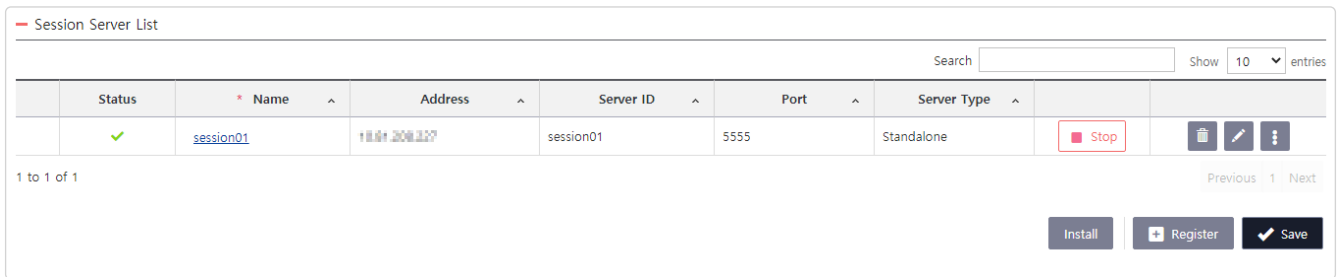 Session Server List
Search Show 10 entries
Status * Name Address Server ID Port Server Type
session01 session01 5555 Standalone Stop
1 to 1 of 1 Previous 1 Next
Install Register Save